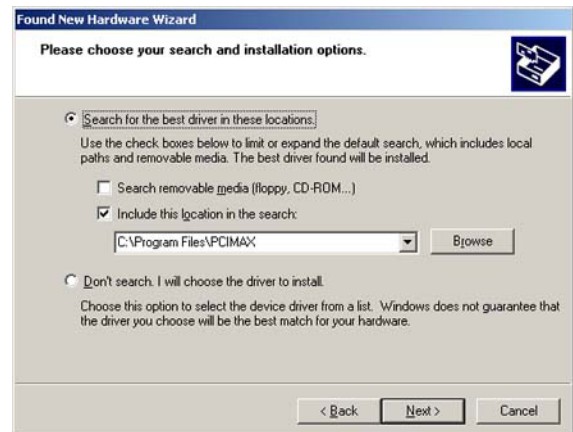 Found New Hardware Wizard
Please choose your search and installation options.
Search for the best driver in these locations.
Use the check boxes below to limit or expand the default search, which includes local
paths and removable media. The best driver found will be installed.
Search removable media (floppy, CD-ROM...)
Include this location in the search:
C:\Program Files\PCIMAX
Browse
Don't search. I will choose the driver to install.
Choose this option to select the device driver from a list. Windows does not guarantee that
the driver you choose will be the best match for your hardware.
< Back
Next >
Cancel